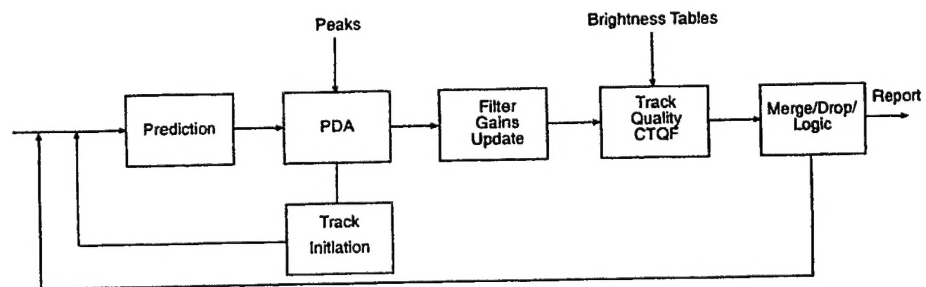 Peaks
Brightness Tables
Prediction
PDA
Filter
Gains
Update
Track
Quality
CTQF
Merge/Drop/
Logic
Report
Track
Initiation